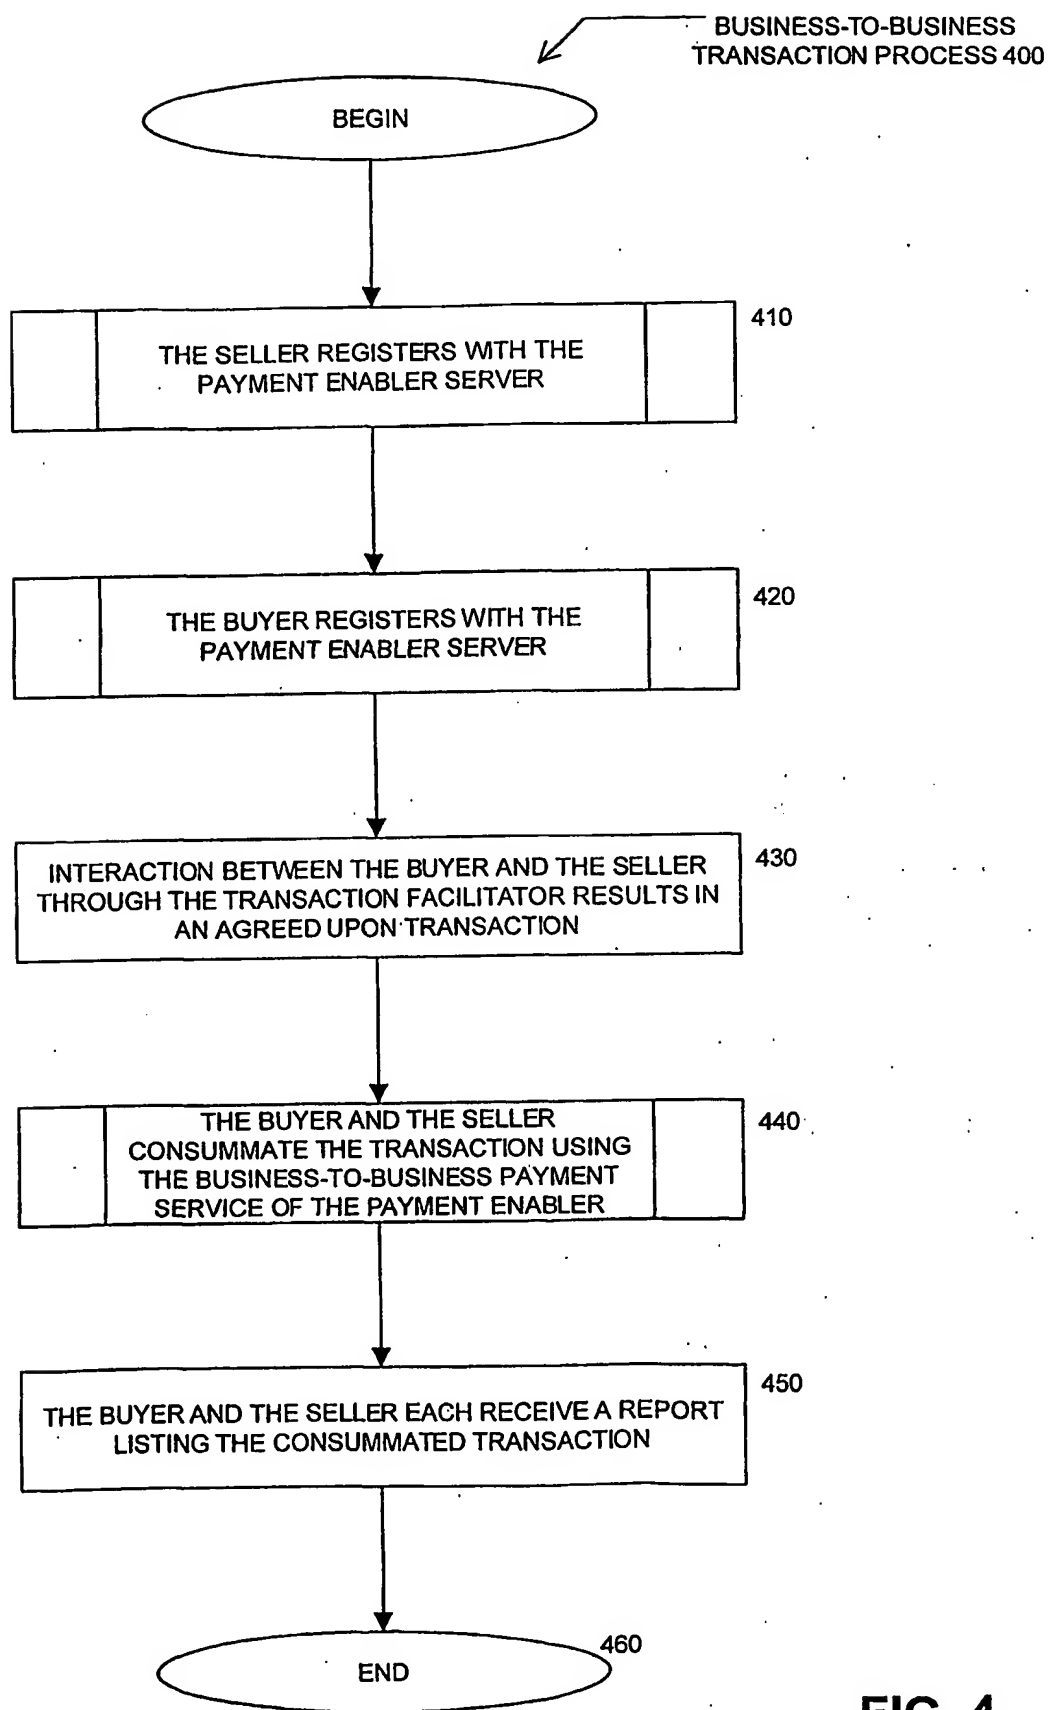 BUSINESS-TO-BUSINESS
TRANSACTION PROCESS 400
BEGIN
410
THE SELLER REGISTERS WITH THE
PAYMENT ENABLER SERVER
420
THE BUYER REGISTERS WITH THE
PAYMENT ENABLER SERVER
430
INTERACTION BETWEEN THE BUYER AND THE SELLER
THROUGH THE TRANSACTION FACILITATOR RESULTS IN
AN AGREED UPON TRANSACTION
440
THE BUYER AND THE SELLER
CONSUMMATE THE TRANSACTION USING
THE BUSINESS-TO-BUSINESS PAYMENT
SERVICE OF THE PAYMENT ENABLER
450
THE BUYER AND THE SELLER EACH RECEIVE A REPORT
LISTING THE CONSUMMATED TRANSACTION
460
END
FIG. 4